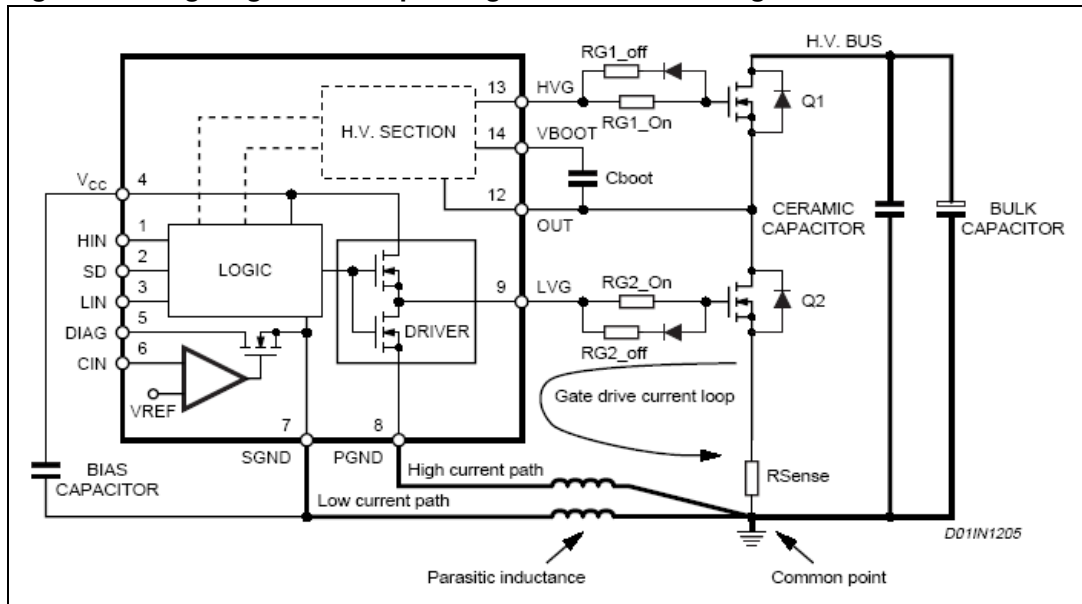 H.V. BUS
RG1_off
13
HVG
Q1
RG1_On
14
VBOOT
H.V. SECTION
Cboot
VCC
4
12
OUT
CERAMIC
CAPACITOR
BULK
CAPACITOR
HIN
1
SD
2
LIN
3
LOGIC
9
LVG
RG2_On
Q2
DIAG
5
DRIVER
RG2_off
CIN
6
VREF
Gate drive current loop
7
8
SGND
PGND
High current path
RSense
BIAS
CAPACITOR
Low current path
D01IN1205
Parasitic inductance
Common point